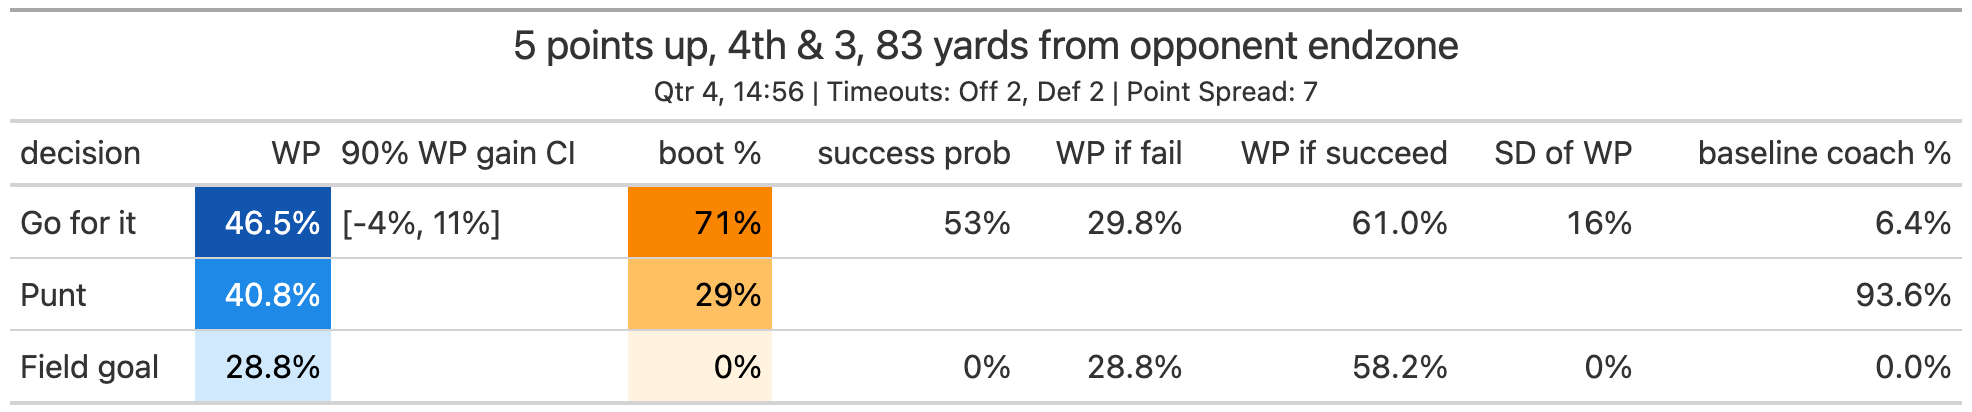 5 points up, 4th & 3, 83 yards from opponent endzone
Qtr 4, 14:56 | Timeouts: Off 2, Def 2 | Point Spread: 7
decision WP 90% WP gain CI boot % success prob WP if fail WP if succeed SD of WP baseline coach %
Go for it 46.5% [-4%, 11%] 71% 53% 29.8% 61.0% 16% 6.4%
Punt 40.8% 29% 93.6%
Field goal 28.8% 0% 0% 28.8% 58.2% 0% 0.0%